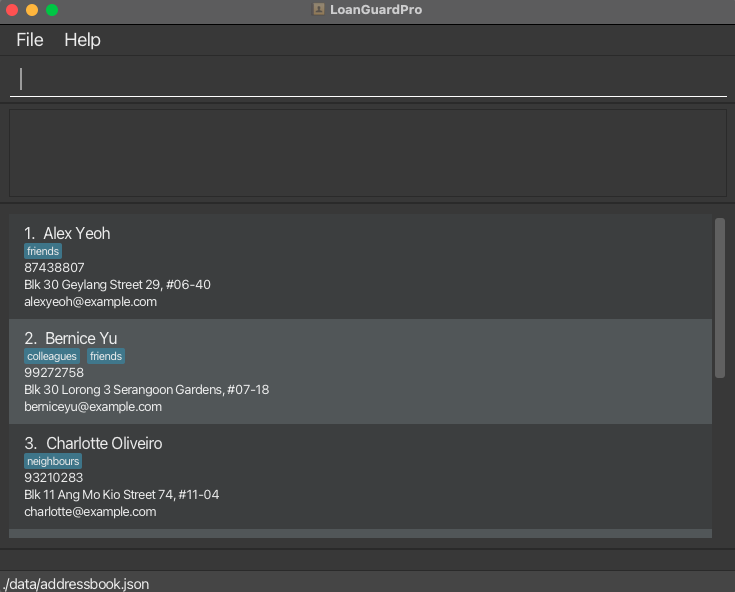 LoanGuardPro
File Help
1. Alex Yeoh
friends
87438807
Blk 30 Geylang Street 29, #06-40
alexyeoh@example.com
2. Bernice Yu
colleagues friends
99272758
Blk 30 Lorong 3 Serangoon Gardens, #07-18
berniceyu@example.com
3. Charlotte Oliveiro
neighbours
93210283
Blk 11 Ang Mo Kio Street 74, #11-04
charlotte@example.com
./data/addressbook.json